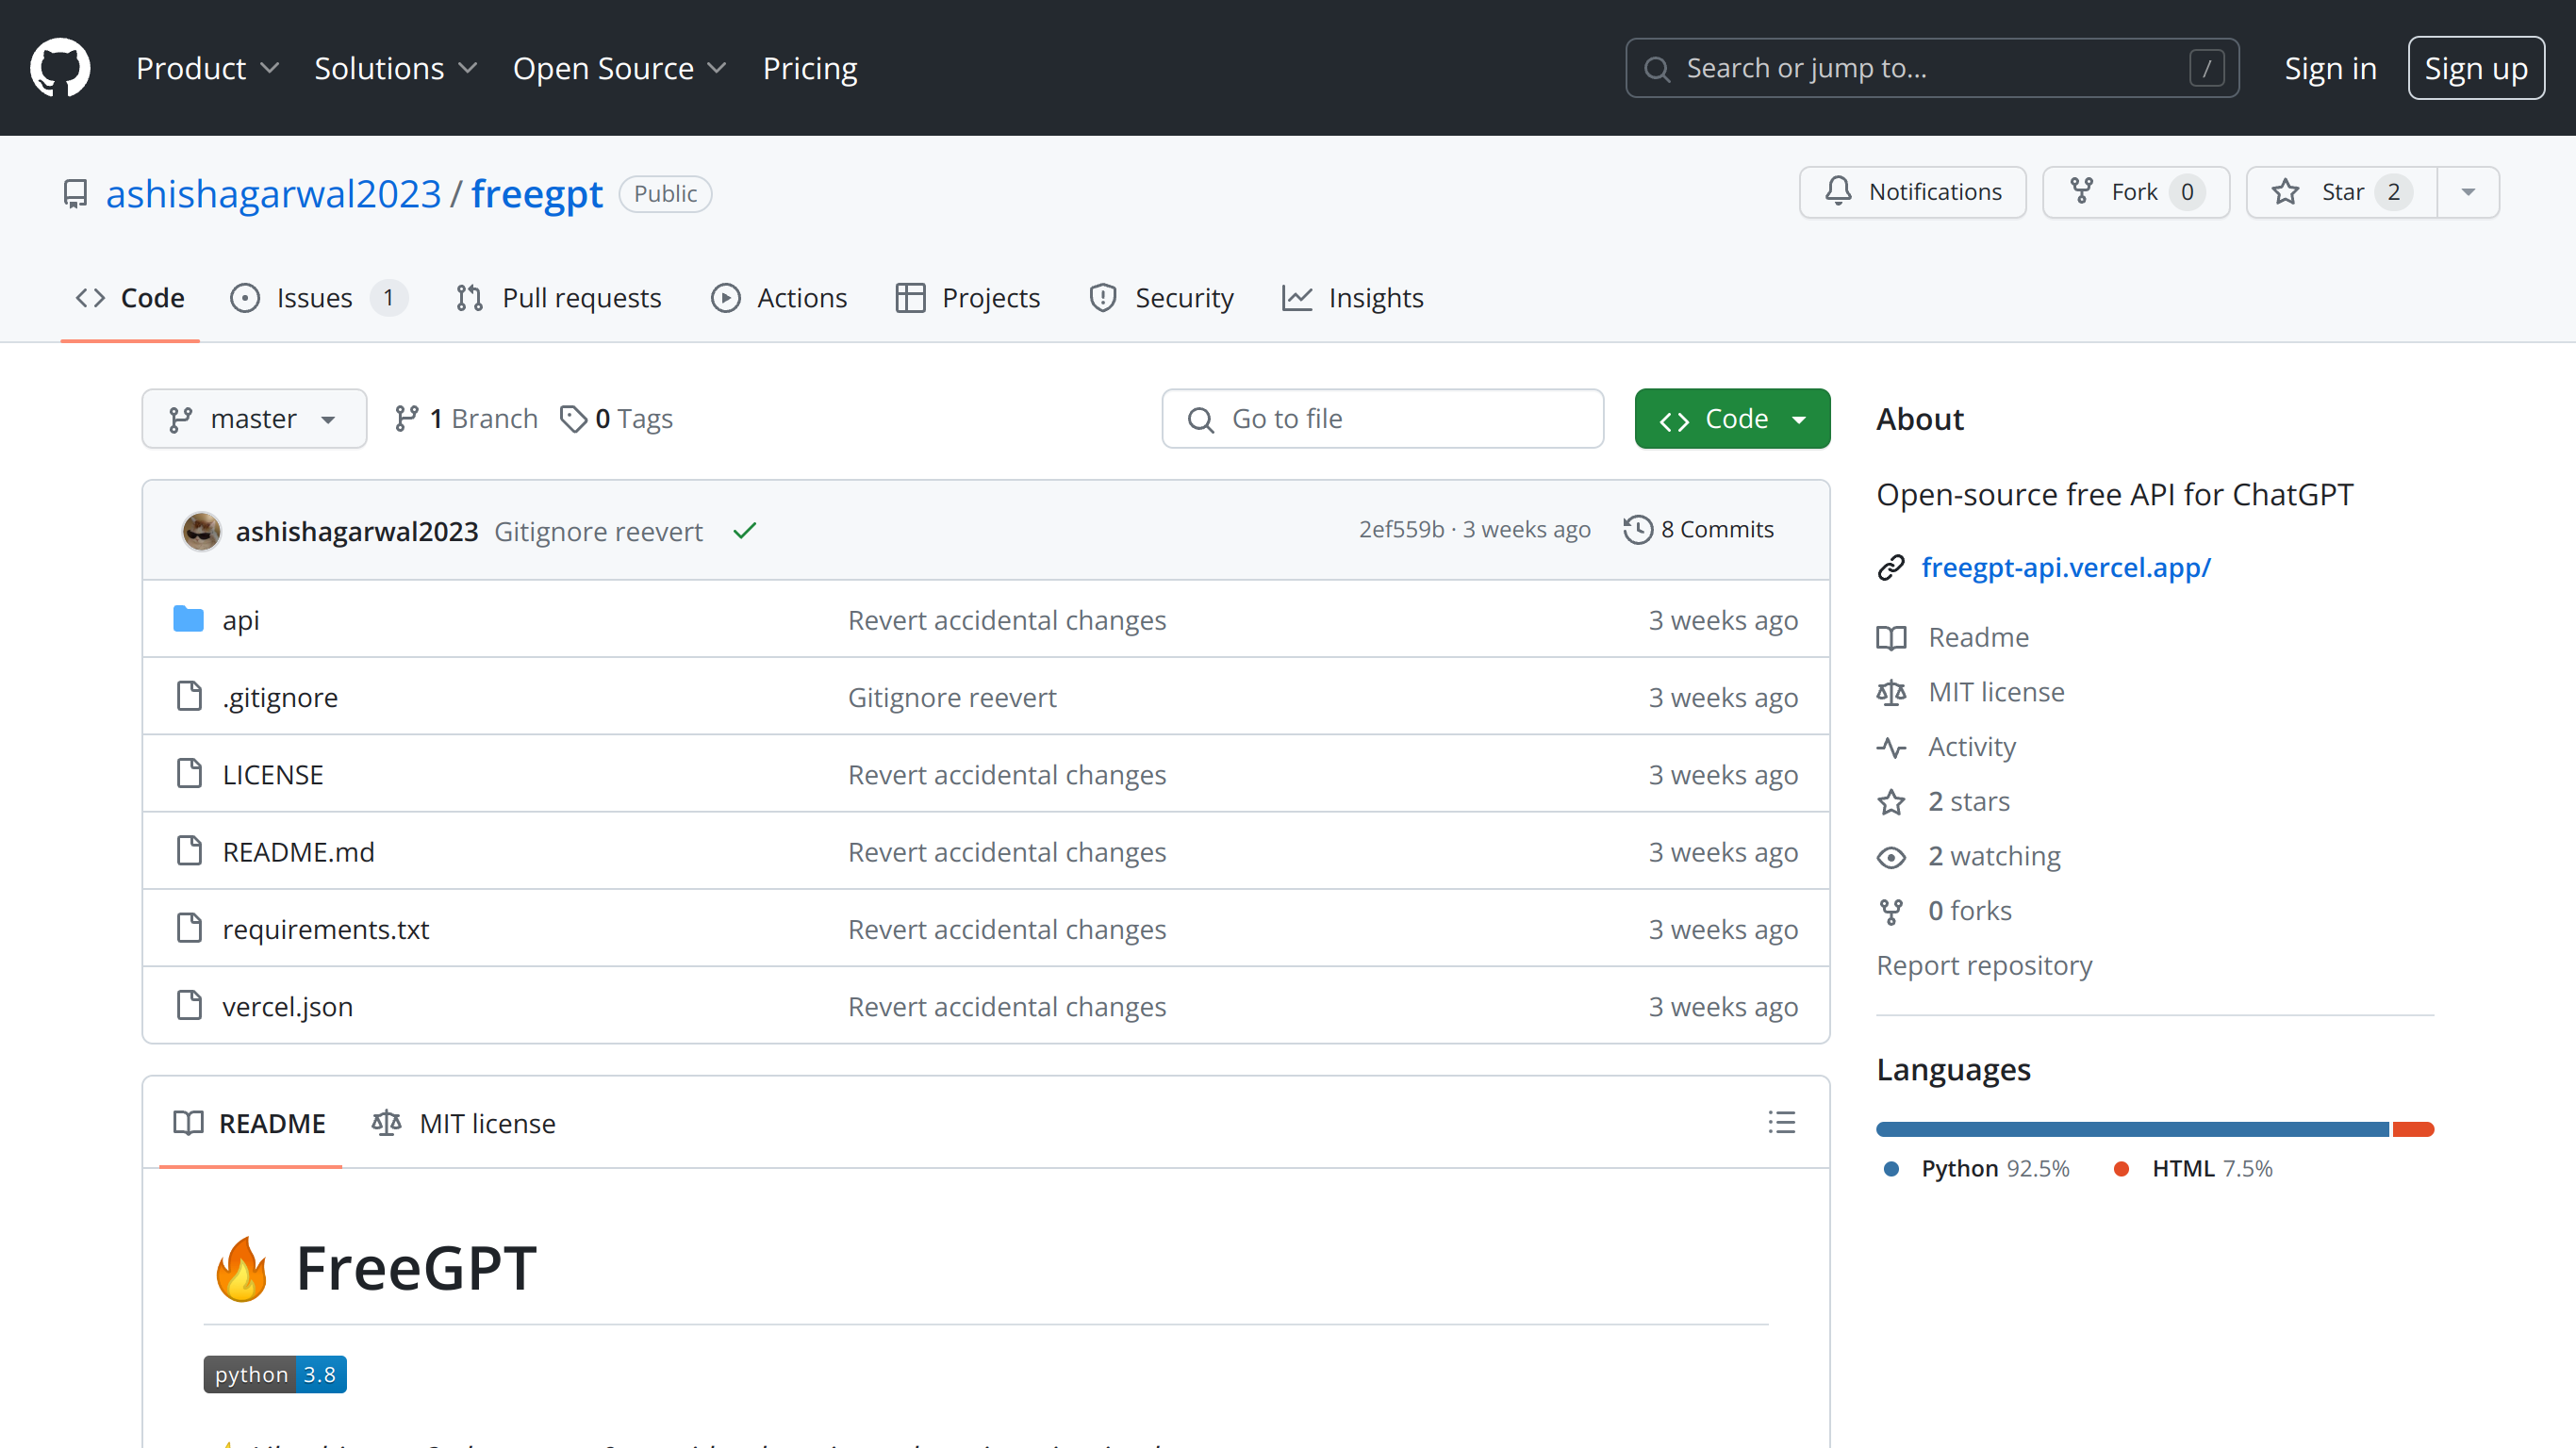 Product Solutions Open Source Pricing Search or jump to... / Sign in Sign up
ashishagarwal2023 / freegpt Public Notifications Fork 0 Star 2
Code Issues 1 Pull requests Actions Projects Security Insights
master 1 Branch 0 Tags Go to file Code
ashishagarwal2023 Gitignore reevert 2ef559b · 3 weeks ago 8 Commits
api Revert accidental changes 3 weeks ago
.gitignore Gitignore reevert 3 weeks ago
LICENSE Revert accidental changes 3 weeks ago
README.md Revert accidental changes 3 weeks ago
requirements.txt Revert accidental changes 3 weeks ago
vercel.json Revert accidental changes 3 weeks ago
README MIT license
🔥 FreeGPT
python 3.8
About
Open-source free API for ChatGPT
freegpt-api.vercel.app/
Readme
MIT license
Activity
2 stars
2 watching
0 forks
Report repository
Languages
Python 92.5% HTML 7.5%